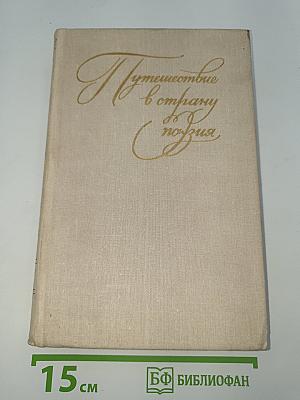 Путешествие
в страну
поэзия
15 см
БФ БИБЛИОФАН